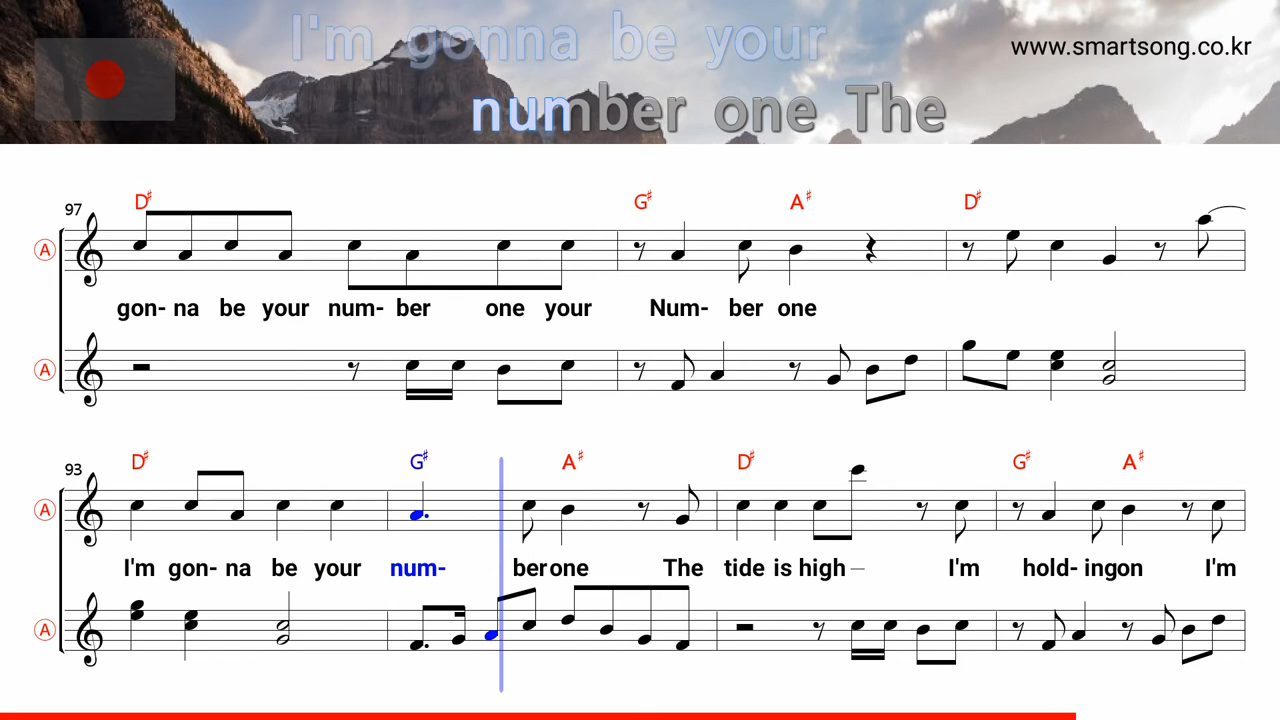 I'm gonna be your
www.smartsong.co.kr
number one The
D♯ G♯ A♯ D♯
97
A
gon- na be your num- ber one your Num- ber one
A
D♯ G♯ A♯ D♯ G♯ A♯
93
A
I'm gon- na be your num- ber one The tide is high I'm hold- ing on I'm
A